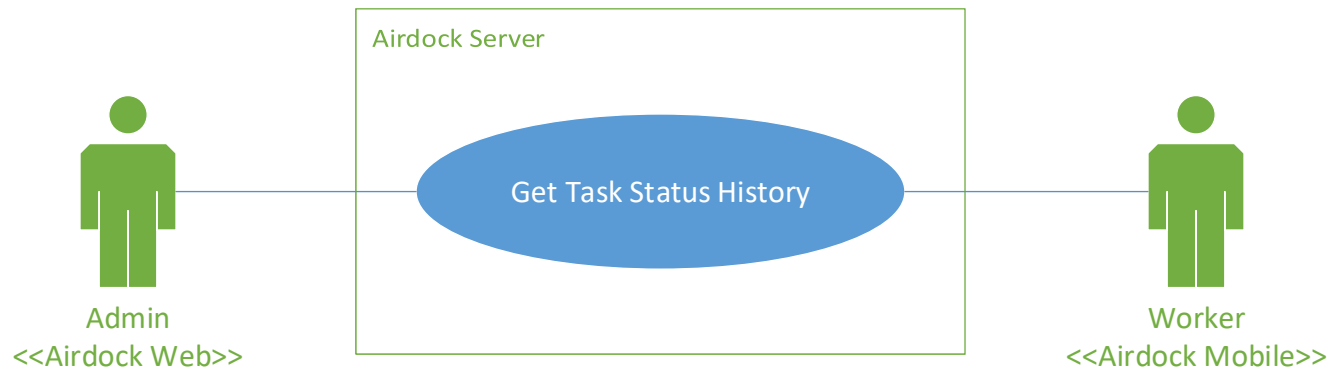 Airdock Server
Get Task Status History
Admin
<<Airdock Web>>
Worker
<<Airdock Mobile>>